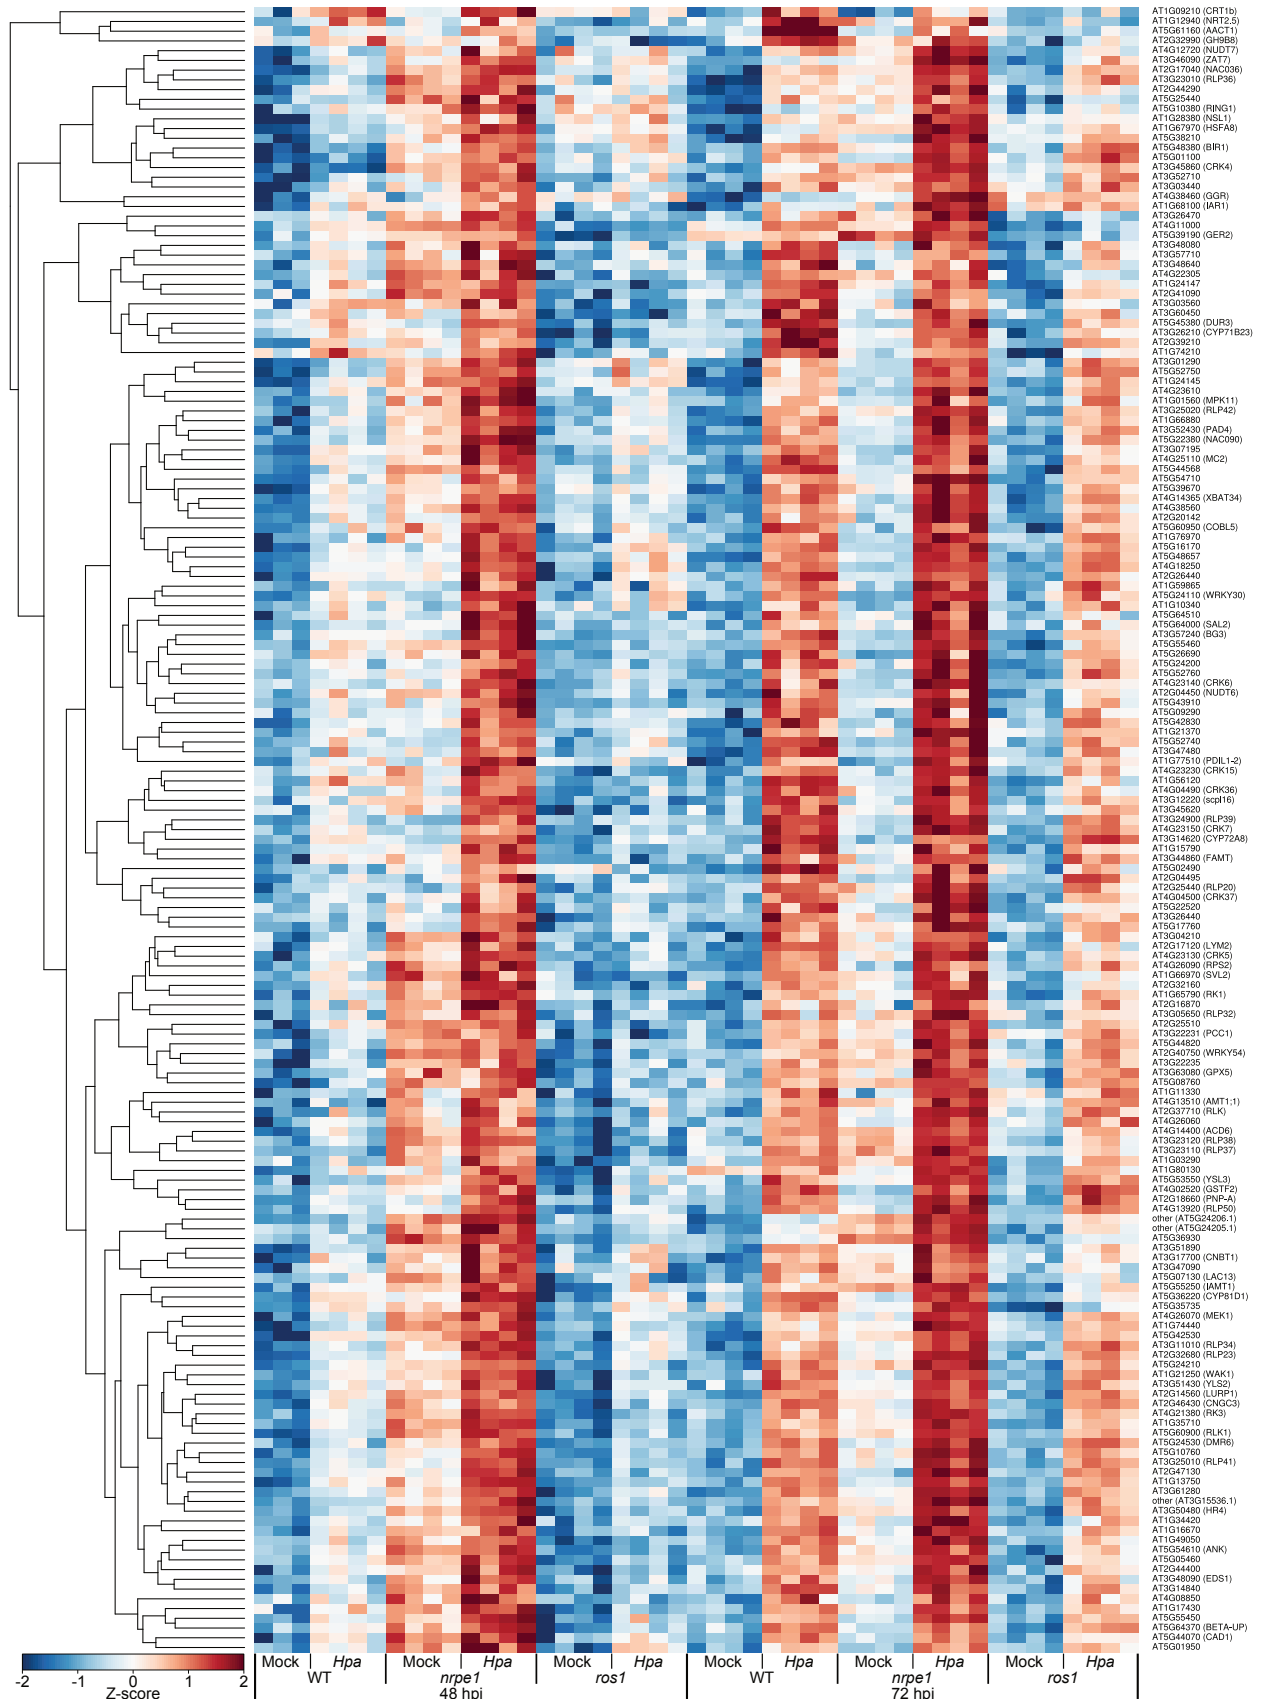 AT1G09210 (CRT1b)
AT1G12940 (NRT2.5)
AT5G61160 (AACT1)
AT2G32990 (GH9B8)
AT4G12720 (NUDT7)
AT3G46090 (ZAT7)
AT2G17040 (NAC036)
AT3G23010 (RLP36)
AT2G44290
AT5G25440
AT5G10380 (RING1)
AT1G28380 (NSL1)
AT1G67970 (HSFA8)
AT5G38210
AT5G48380 (BIR1)
AT5G01100
AT3G45860 (CRK4)
AT3G52710
AT3G03440
AT4G38460 (GGR)
AT1G68100 (IAR1)
AT3G26470
AT4G11000
AT5G39190 (GER2)
AT3G48080
AT3G57710
AT3G48640
AT4G22305
AT1G24147
AT2G41090
AT3G03560
AT3G60450
AT5G45380 (DUR3)
AT3G26210 (CYP71B23)
AT2G39210
AT1G74210
AT3G01290
AT5G52750
AT1G24145
AT4G23610
AT1G01560 (MPK11)
AT3G25020 (RLP42)
AT1G66880
AT3G52430 (PAD4)
AT5G22380 (NAC090)
AT3G07195
AT4G25110 (MC2)
AT5G44568
AT5G54710
AT5G39670
AT4G14365 (XBAT34)
AT4G38560
AT2G20142
AT5G60950 (COBL5)
AT1G76970
AT5G16170
AT5G48657
AT4G18250
AT2G26440
AT1G59865
AT5G24110 (WRKY30)
AT1G10340
AT5G64510
AT5G64000 (SAL2)
AT3G57240 (BG3)
AT5G55460
AT5G26690
AT5G24200
AT5G52760
AT4G23140 (CRK6)
AT2G04450 (NUDT6)
AT5G43910
AT5G09290
AT5G42830
AT1G21370
AT5G52740
AT3G47480
AT1G77510 (PDIL1-2)
AT4G23230 (CRK15)
AT1G56120
AT4G04490 (CRK36)
AT3G12220 (scpl16)
AT3G45620
AT3G24900 (RLP39)
AT4G23150 (CRK7)
AT3G14620 (CYP72A8)
AT1G15790
AT3G44860 (FAMT)
AT5G02490
AT2G04495
AT2G25440 (RLP20)
AT4G04500 (CRK37)
AT5G22520
AT3G26440
AT5G17760
AT3G04210
AT2G17120 (LYM2)
AT4G23130 (CRK5)
AT4G26090 (RPS2)
AT1G66970 (SVL2)
AT2G32160
AT1G65790 (RK1)
AT2G16870
AT3G05650 (RLP32)
AT2G25510
AT3G22231 (PCC1)
AT5G44820
AT2G40750 (WRKY54)
AT3G22235
AT3G63080 (GPX5)
AT5G08760
AT1G11330
AT4G13510 (AMT1;1)
AT2G37710 (RLK)
AT4G26060
AT4G14400 (ACD6)
AT3G23120 (RLP38)
AT3G23110 (RLP37)
AT1G03290
AT1G80130
AT5G53550 (YSL3)
AT4G02520 (GSTF2)
AT2G18660 (PNP-A)
AT4G13920 (RLP50)
other (AT5G24206.1)
other (AT5G24205.1)
AT5G36930
AT3G51890
AT3G17700 (CNBT1)
AT3G47090
AT5G07130 (LAC13)
AT5G55250 (IAMT1)
AT5G36220 (CYP81D1)
AT5G35735
AT4G26070 (MEK1)
AT1G74440
AT5G42530
AT3G11010 (RLP34)
AT2G32680 (RLP23)
AT5G24210
AT1G21250 (WAK1)
AT3G51430 (YLS2)
AT2G14560 (LURP1)
AT2G46430 (CNGC3)
AT4G21380 (RK3)
AT1G35710
AT5G60900 (RLK1)
AT5G24530 (DMR6)
AT5G10760
AT3G25010 (RLP41)
AT2G47130
AT1G13750
AT3G61280
other (AT3G15536.1)
AT3G50480 (HR4)
AT1G34420
AT1G16670
AT1G49050
AT5G54610 (ANK)
AT5G05460
AT2G44400
AT3G48090 (EDS1)
AT3G14840
AT4G08850
AT1G17430
AT5G55450
AT5G64370 (BETA-UP)
AT5G44070 (CAD1)
AT5G01950
Mock Hpa Mock Hpa Mock Hpa Mock Hpa Mock Hpa Mock Hpa
WT nrpe1 ros1 WT nrpe1 ros1
48 hpi 72 hpi
-2 -1 0 1 2
Z-score